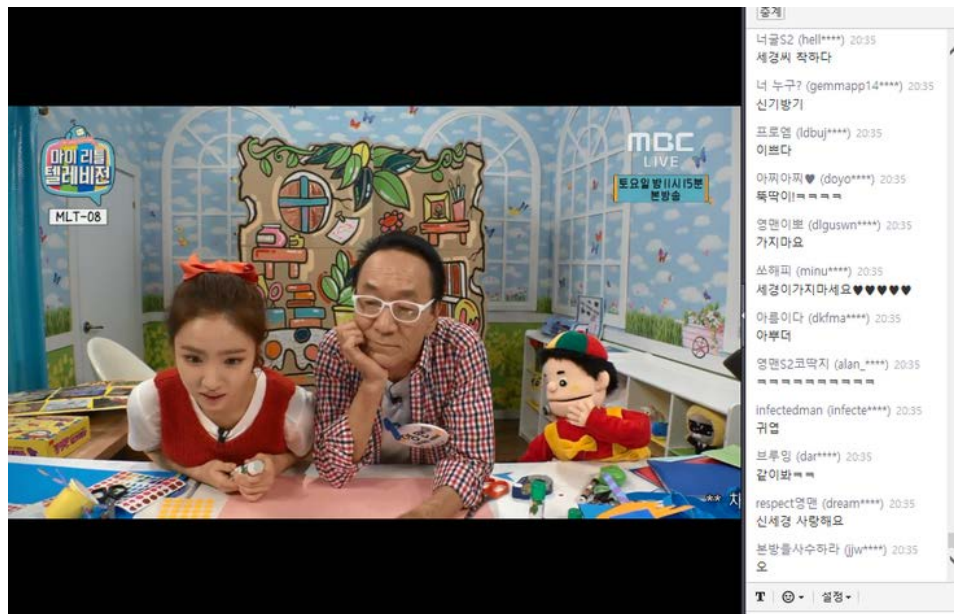 중계
너굴S2 (hell****) 20:35
세경씨 착하다
너 누구? (gemmapp14****) 20:35
신기방기
프로엠 (ldbuj****) 20:35
이쁘다
아찌아찌♥ (doyo****) 20:35
뚝딱이!ㅋㅋㅋㅋ
영맨이뽀 (dlguswn****) 20:35
가지마요
쏘해피 (minu****) 20:35
세경이가지마세요♥♥♥♥♥
아름이다 (dkfma****) 20:35
아뿌더
영맨S2코딱지 (alan_****) 20:35
ㅋㅋㅋㅋㅋㅋㅋㅋㅋㅋ
infectedman (infecte****) 20:35
귀엽
브루잉 (dar****) 20:35
같이봐ㅋㅋ
respect영맨 (dream****) 20:35
신세경 사랑해요
본방을사수하라 (jjw****) 20:35
오
T
설정
마이 리틀
텔레비전
MLT-08
MBC
LIVE
토요일 밤 11시 15분
본방송
** 차